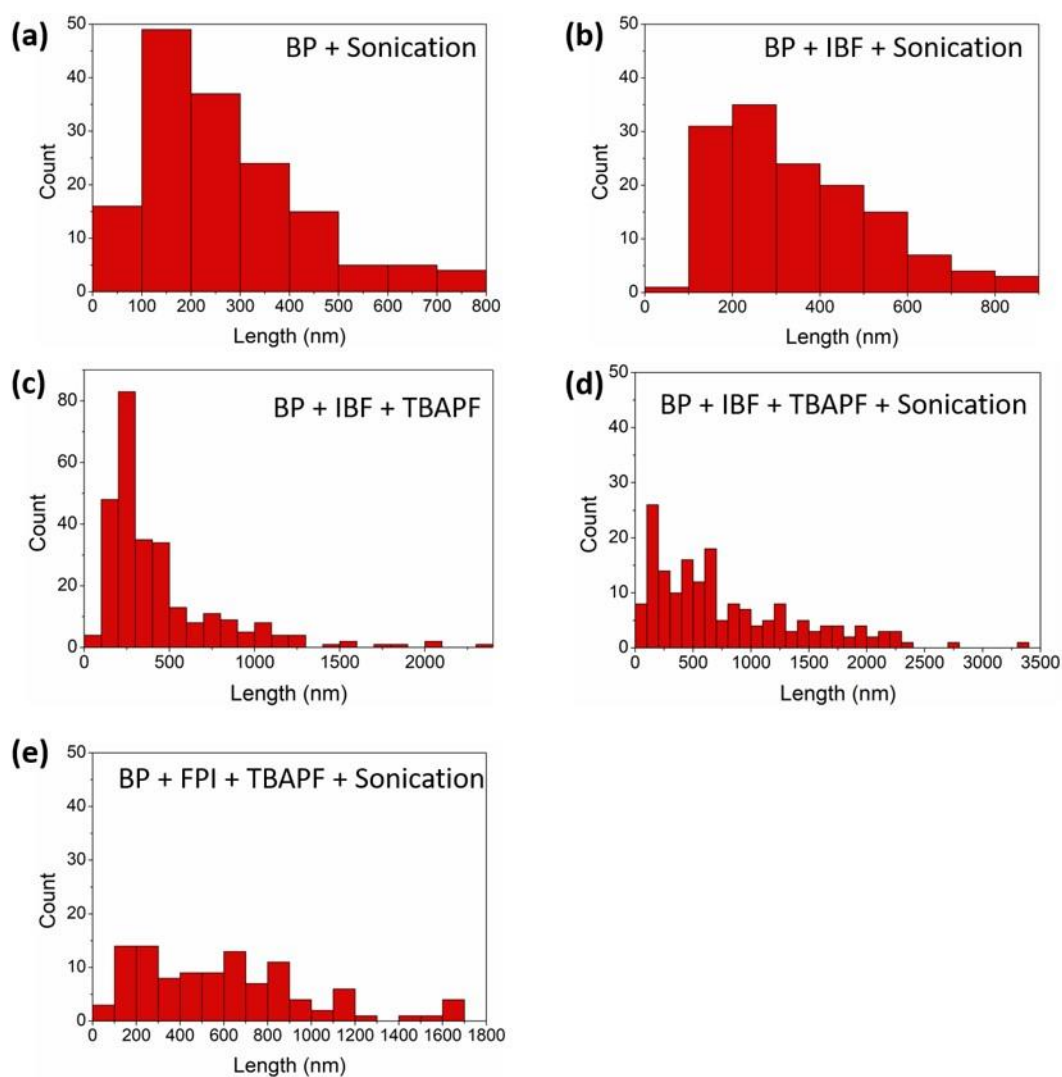 (a)
BP + Sonication
50
40
30
20
10
0
Count
0 100 200 300 400 500 600 700 800
Length (nm)
(b)
BP + IBF + Sonication
50
40
30
20
10
0
Count
0 200 400 600 800
Length (nm)
(c)
BP + IBF + TBAPF
80
60
40
20
0
Count
0 500 1000 1500 2000
Length (nm)
(d)
BP + IBF + TBAPF + Sonication
50
40
30
20
10
0
Count
0 500 1000 1500 2000 2500 3000 3500
Length (nm)
(e)
BP + FPI + TBAPF + Sonication
50
40
30
20
10
0
Count
0 200 400 600 800 1000 1200 1400 1600 1800
Length (nm)